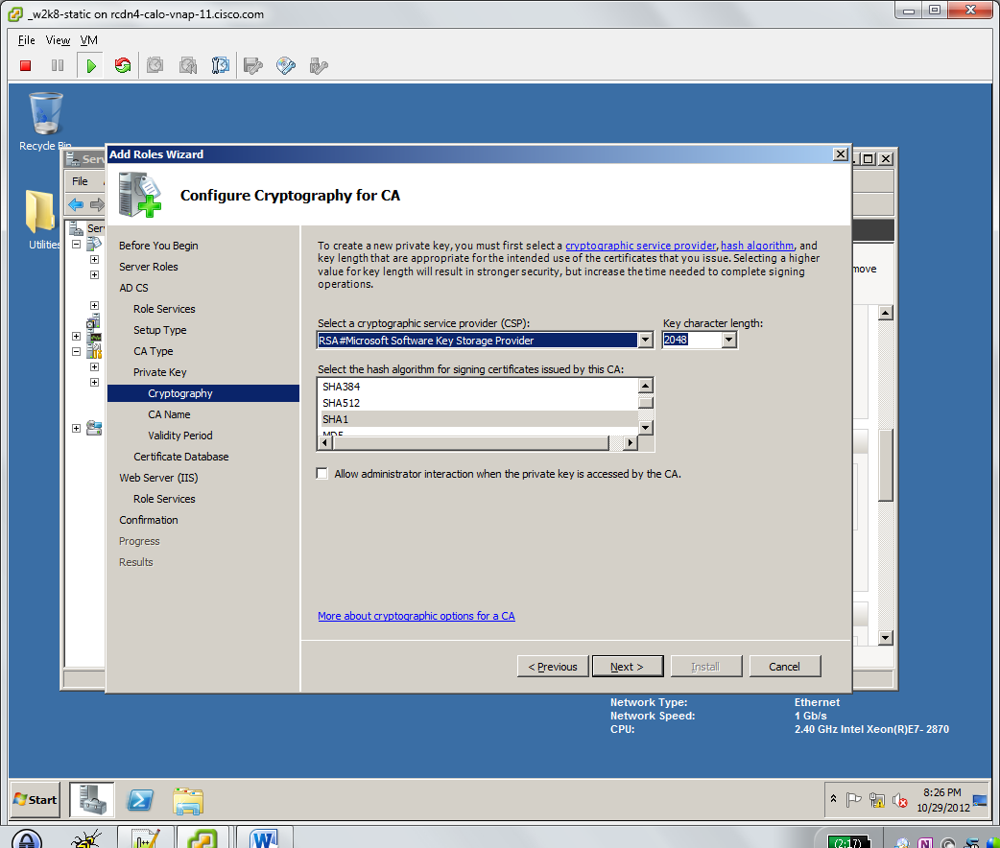 _w2k8-static on rcdn4-calo-vnap-11.cisco.com
File View VM
Recycle Bin
Utilities
Serv
File
Serv
move
Add Roles Wizard
Configure Cryptography for CA
Before You Begin
Server Roles
AD CS
Role Services
Setup Type
CA Type
Private Key
Cryptography
CA Name
Validity Period
Certificate Database
Web Server (IIS)
Role Services
Confirmation
Progress
Results
To create a new private key, you must first select a cryptographic service provider, hash algorithm, and
key length that are appropriate for the intended use of the certificates that you issue. Selecting a higher
value for key length will result in stronger security, but increase the time needed to complete signing
operations.
Select a cryptographic service provider (CSP): Key character length:
RSA#Microsoft Software Key Storage Provider 2048
Select the hash algorithm for signing certificates issued by this CA:
SHA384
SHA512
SHA1
MD5
Allow administrator interaction when the private key is accessed by the CA.
More about cryptographic options for a CA
< Previous Next > Install Cancel
Network Type: Ethernet
Network Speed: 1 Gb/s
CPU: 2.40 GHz Intel Xeon(R)E7- 2870
Start
8:26 PM
10/29/2012
(2:17)